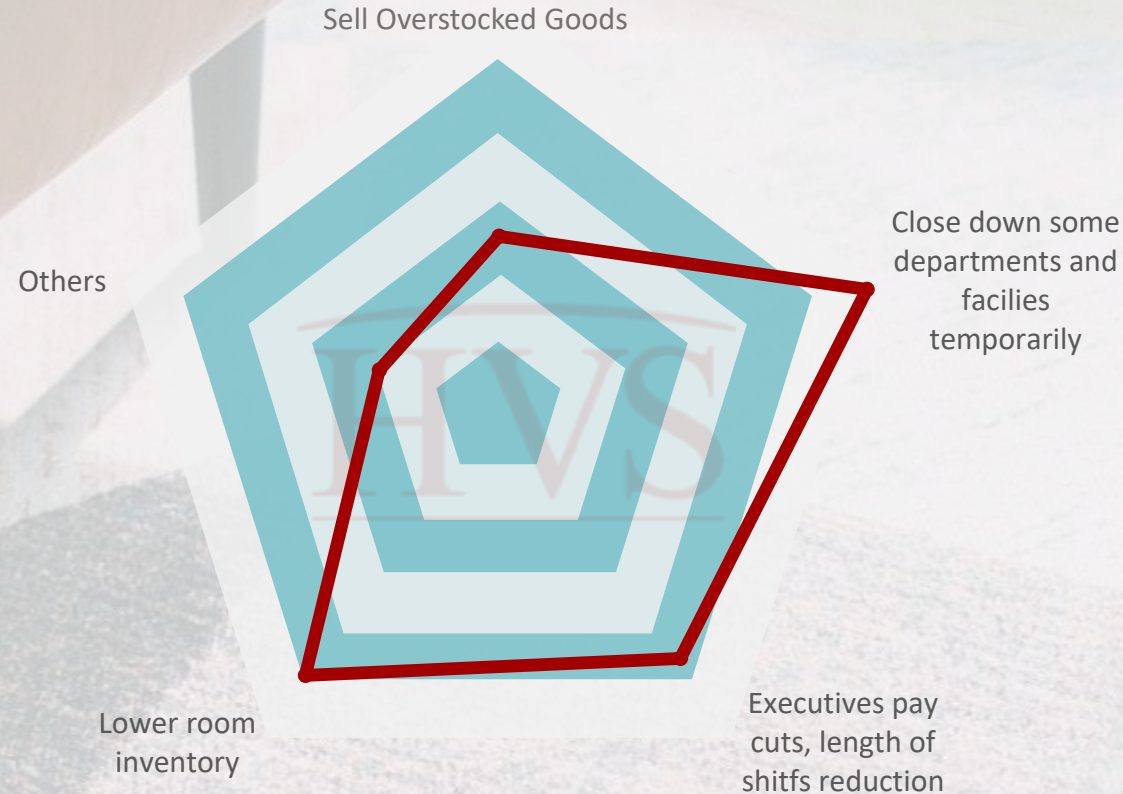 Sell Overstocked Goods
Close down some
departments and
facilies
temporarily
Others
HVS
Lower room
inventory
Executives pay
cuts, length of
shitfs reduction